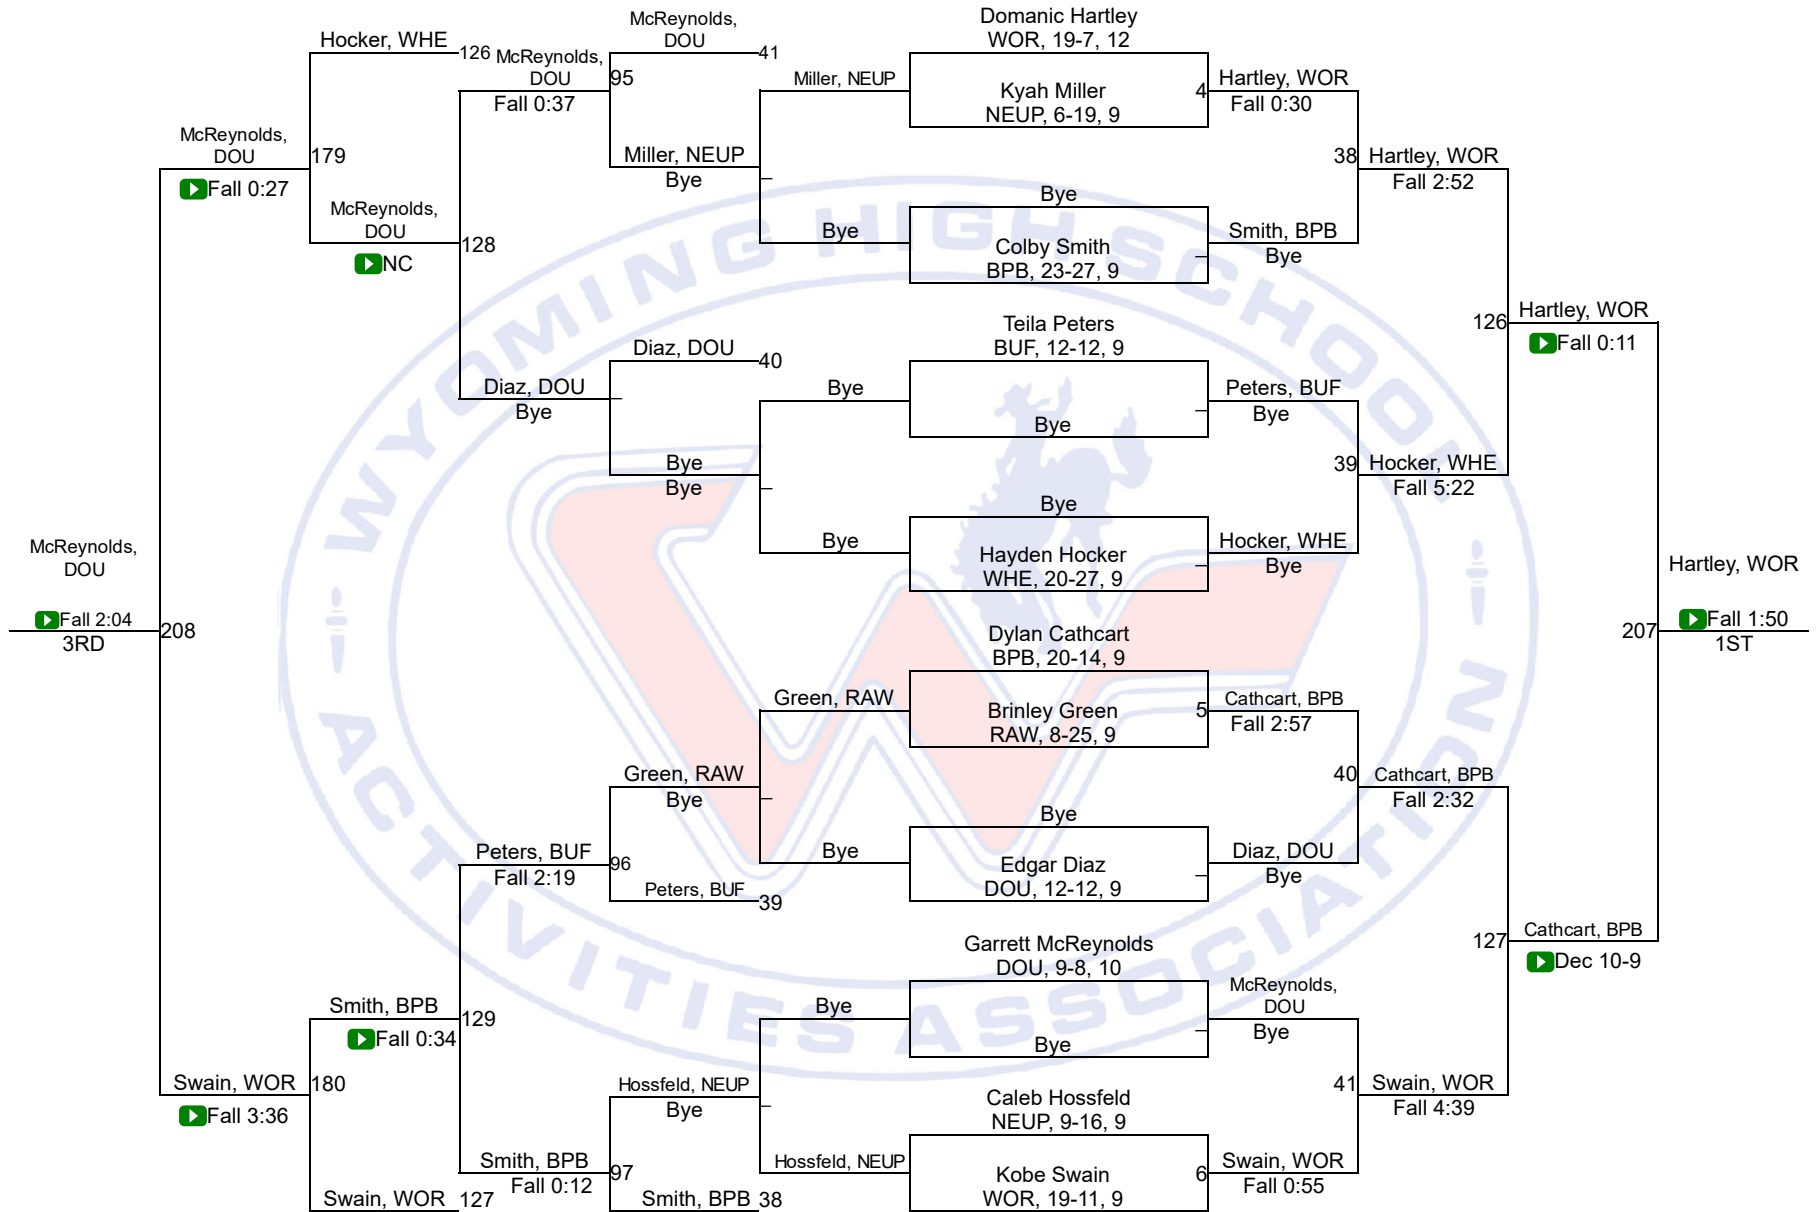 McReynolds,
DOU
Fall 2:04
3RD
208
McReynolds,
DOU
Fall 0:27
Swain, WOR
Fall 3:36
Hocker, WHE
126
179
McReynolds,
DOU
NC
Smith, BPB
Fall 0:34
180
Swain, WOR
127
McReynolds,
DOU
Fall 0:37
128
Diaz, DOU
Bye
Peters, BUF
Fall 2:19
129
Smith, BPB
Fall 0:12
McReynolds,
DOU
41
95
Miller, NEUP
Bye
Diaz, DOU
40
Bye
Bye
Green, RAW
Bye
96
Peters, BUF
39
Hossfeld, NEUP
Bye
97
Smith, BPB
38
Miller, NEUP
Bye
Bye
Bye
Green, RAW
Bye
Bye
Hossfeld, NEUP
Domanic Hartley
WOR, 19-7, 12
Kyah Miller
NEUP, 6-19, 9
4
Bye
Colby Smith
BPB, 23-27, 9
Teila Peters
BUF, 12-12, 9
Bye
Bye
Hayden Hocker
WHE, 20-27, 9
Dylan Cathcart
BPB, 20-14, 9
Brinley Green
RAW, 8-25, 9
5
Bye
Edgar Diaz
DOU, 12-12, 9
Garrett McReynolds
DOU, 9-8, 10
Bye
Caleb Hossfeld
NEUP, 9-16, 9
Kobe Swain
WOR, 19-11, 9
6
Hartley, WOR
Fall 0:30
Smith, BPB
Bye
Peters, BUF
Bye
Hocker, WHE
Bye
Cathcart, BPB
Fall 2:57
Diaz, DOU
Bye
McReynolds,
DOU
Bye
Swain, WOR
Fall 0:55
38
Hartley, WOR
Fall 2:52
39
Hocker, WHE
Fall 5:22
40
Cathcart, BPB
Fall 2:32
41
Swain, WOR
Fall 4:39
126
Hartley, WOR
Fall 0:11
127
Cathcart, BPB
Dec 10-9
207
Hartley, WOR
Fall 1:50
1ST
WYOMING HIGH SCHOOL
ACTIVITIES ASSOCIATION
W